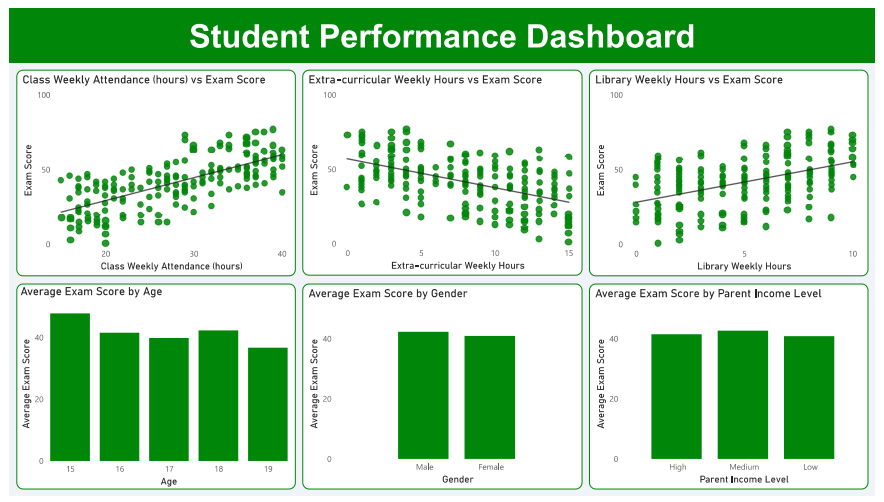 Student Performance Dashboard
Class Weekly Attendance (hours) vs Exam Score
100
50
0
Exam Score
20
30
40
Class Weekly Attendance (hours)
Extra-curricular Weekly Hours vs Exam Score
100
50
0
Exam Score
0
5
10
15
Extra-curricular Weekly Hours
Library Weekly Hours vs Exam Score
100
50
0
Exam Score
0
5
10
Library Weekly Hours
Average Exam Score by Age
40
20
0
Average Exam Score
15
16
17
18
19
Age
Average Exam Score by Gender
40
20
0
Average Exam Score
Male
Female
Gender
Average Exam Score by Parent Income Level
40
20
0
Average Exam Score
High
Medium
Low
Parent Income Level